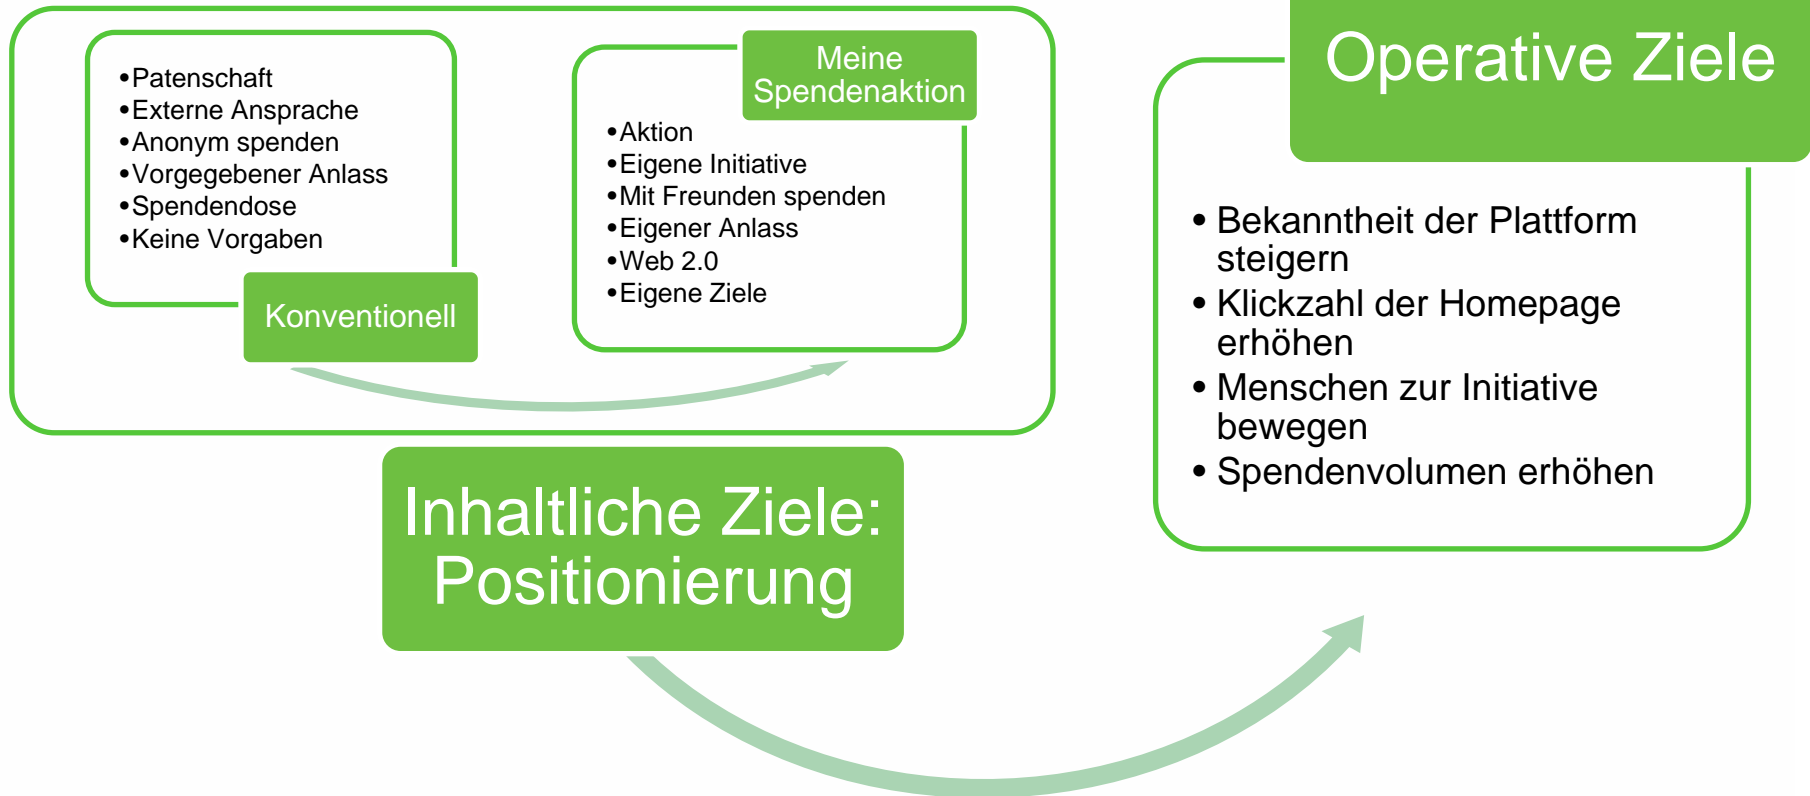 •Patenschaft
•Externe Ansprache
•Anonym spenden
•Vorgegebener Anlass
•Spendendose
•Keine Vorgaben
Konventionell
Meine
Spendenaktion
•Aktion
•Eigene Initiative
•Mit Freunden spenden
•Eigener Anlass
•Web 2.0
•Eigene Ziele
Inhaltliche Ziele:
Positionierung
Operative Ziele
• Bekanntheit der Plattform
steigern
• Klickzahl der Homepage
erhöhen
• Menschen zur Initiative
bewegen
• Spendenvolumen erhöhen